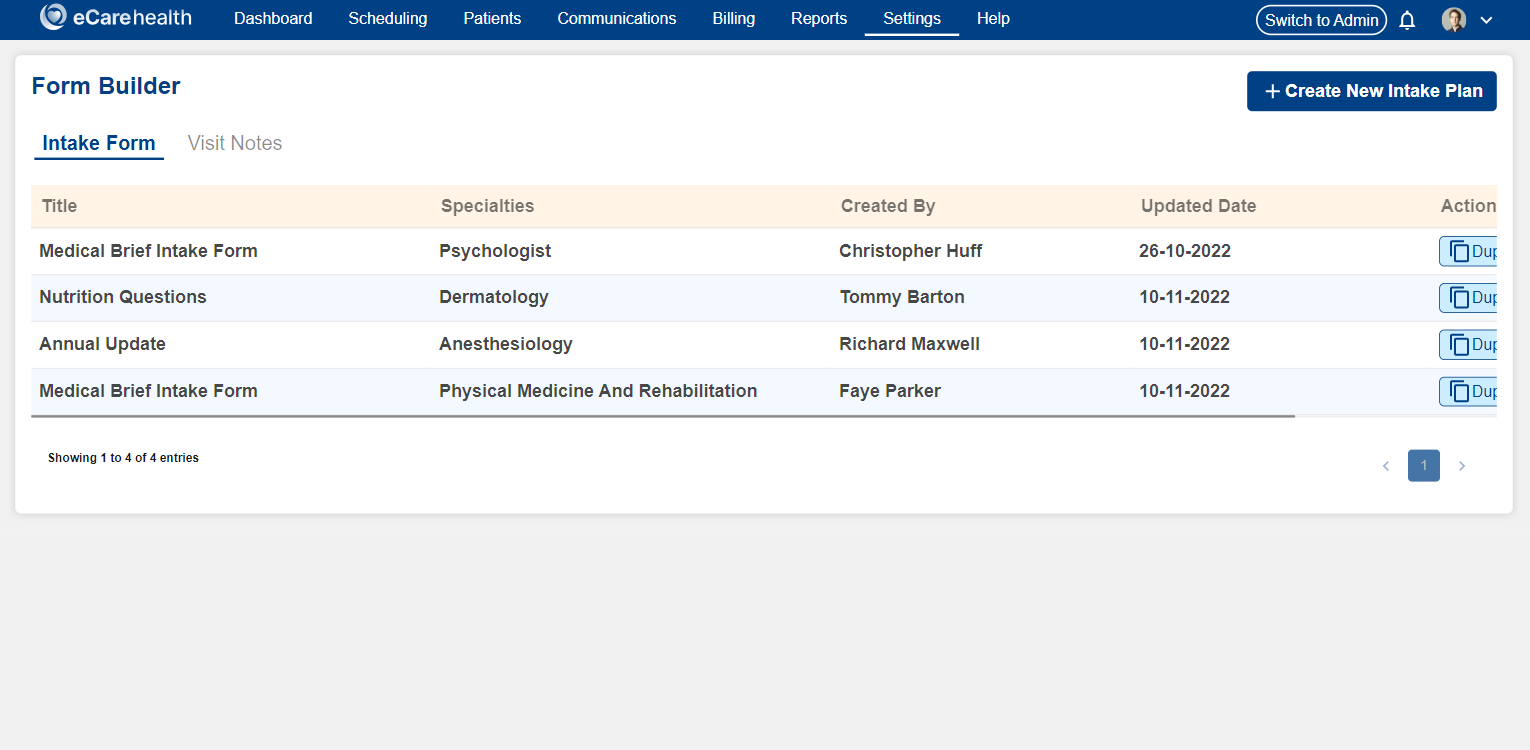 eCarehealth Dashboard Scheduling Patients Communications Billing Reports Settings Help Switch to Admin
Form Builder
+ Create New Intake Plan
Intake Form Visit Notes
Title Specialties Created By Updated Date Action
Medical Brief Intake Form Psychologist Christopher Huff 26-10-2022 Dup
Nutrition Questions Dermatology Tommy Barton 10-11-2022 Dup
Annual Update Anesthesiology Richard Maxwell 10-11-2022 Dup
Medical Brief Intake Form Physical Medicine And Rehabilitation Faye Parker 10-11-2022 Dup
Showing 1 to 4 of 4 entries
1